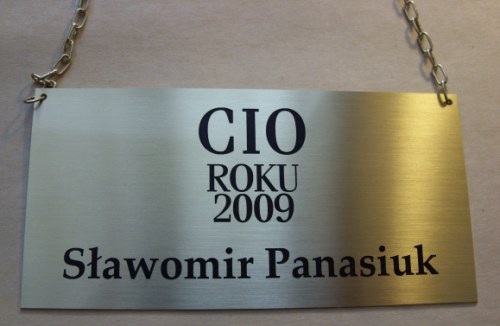 CIO
ROKU
2009
Sławomir Panasiuk